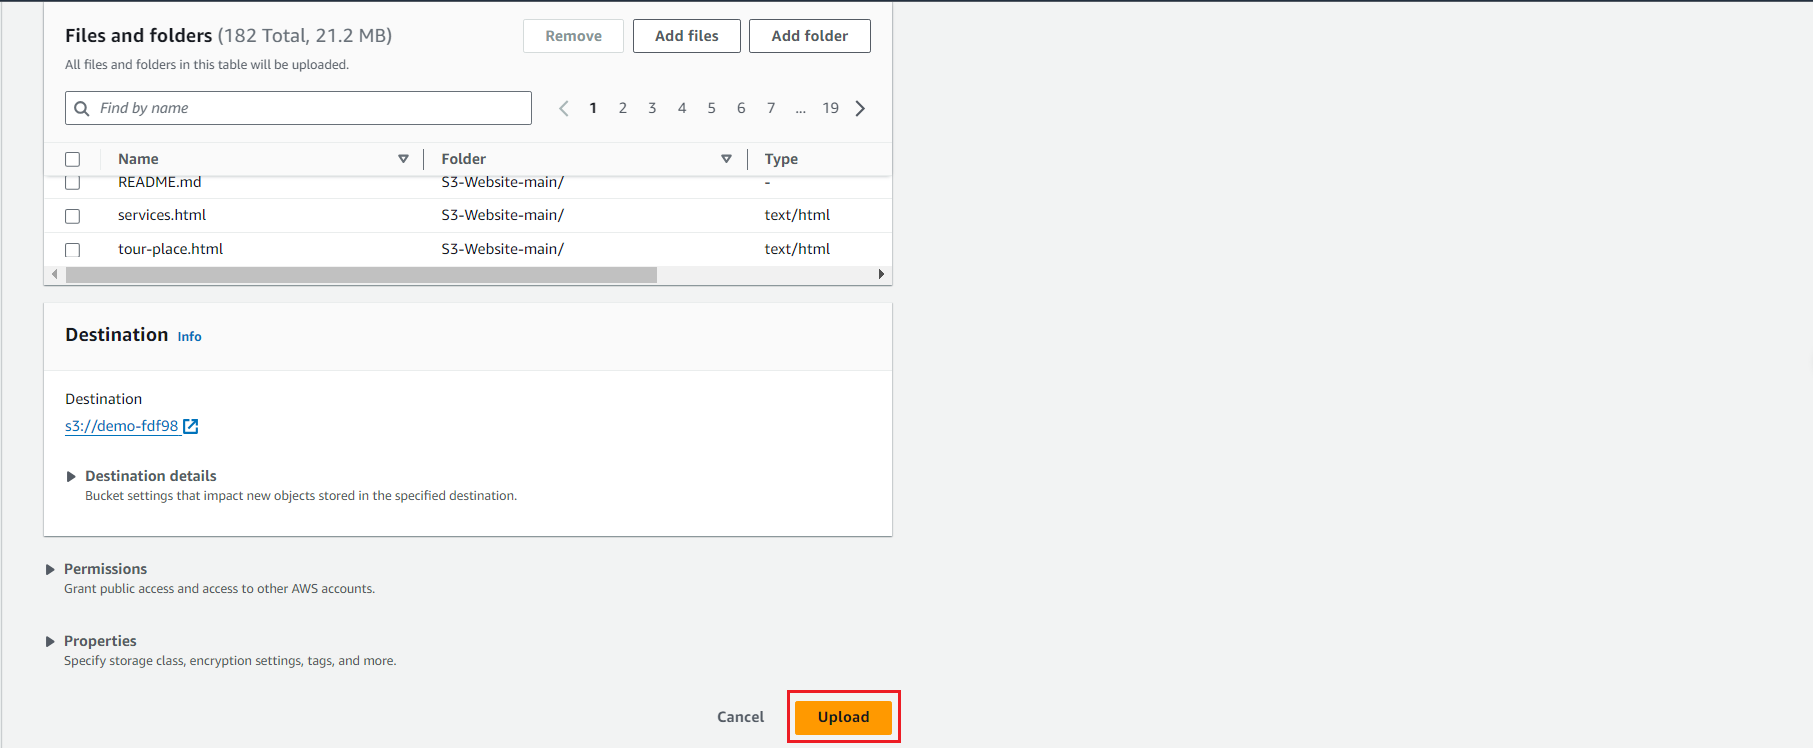 Files and folders (182 Total, 21.2 MB)
Remove
Add files
Add folder
All files and folders in this table will be uploaded.
Find by name
1 2 3 4 5 6 7 ... 19
Name Folder Type
README.md S3-Website-main/ -
services.html S3-Website-main/ text/html
tour-place.html S3-Website-main/ text/html
Destination Info
Destination
s3://demo-fdf98
Destination details
Bucket settings that impact new objects stored in the specified destination.
Permissions
Grant public access and access to other AWS accounts.
Properties
Specify storage class, encryption settings, tags, and more.
Cancel
Upload